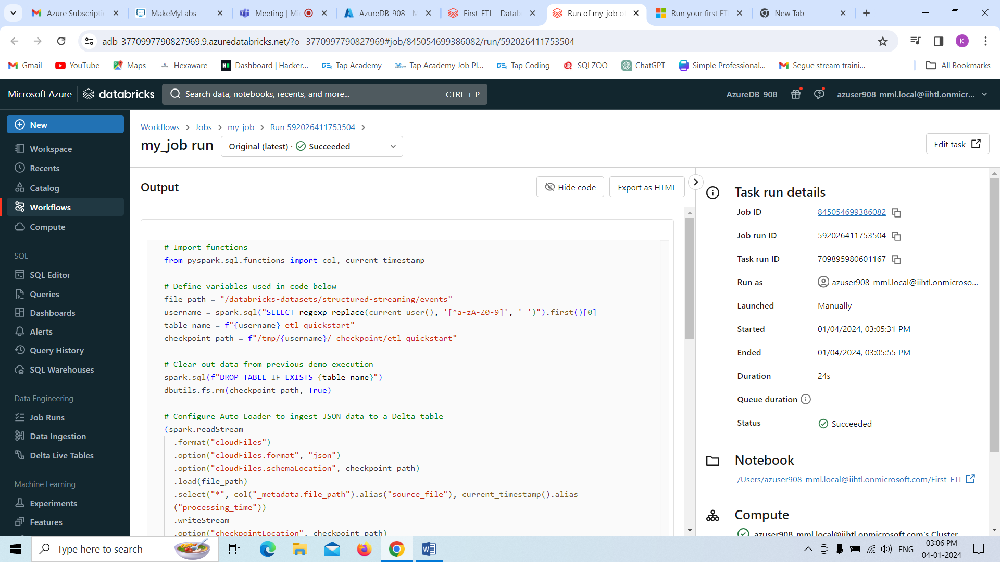 Azure Subscripti
MakeMyLabs
Meeting | Mi
AzureDB_908 - M
First_ETL - Datab
Run of my_job o
Run your first ET
New Tab
adb-3770997790827969.9.azuredatabricks.net/?o=3770997790827969#job/845054699386082/run/592026411753504
K
Gmail
YouTube
Maps
Hexaware
Dashboard | Hacker...
Tap Academy
Tap Academy Job Pl...
Tap Coding
SQLZOO
ChatGPT
Simple Professional...
Segue stream traini...
All Bookmarks
Microsoft Azure
databricks
Search data, notebooks, recents, and more...
CTRL + P
AzureDB_908
azuser908_mml.local@iihtl.onmicr...
New
Workspace
Recents
Catalog
Workflows
Compute
SQL
SQL Editor
Queries
Dashboards
Alerts
Query History
SQL Warehouses
Data Engineering
Job Runs
Data Ingestion
Delta Live Tables
Machine Learning
Experiments
Features
Workflows > Jobs > my_job > Run 592026411753504 >
my_job run
Original (latest) · Succeeded
Edit task
Output
Hide code
Export as HTML
# Import functions
from pyspark.sql.functions import col, current_timestamp
# Define variables used in code below
file_path = "/databricks-datasets/structured-streaming/events"
username = spark.sql("SELECT regexp_replace(current_user(), '[^a-zA-Z0-9]', '_')").first()[0]
table_name = f"{username}_etl_quickstart"
checkpoint_path = f"/tmp/{username}/_checkpoint/etl_quickstart"
# Clear out data from previous demo execution
spark.sql(f"DROP TABLE IF EXISTS {table_name}")
dbutils.fs.rm(checkpoint_path, True)
# Configure Auto Loader to ingest JSON data to a Delta table
(spark.readStream
.format("cloudFiles")
.option("cloudFiles.format", "json")
.option("cloudFiles.schemaLocation", checkpoint_path)
.load(file_path)
.select("*", col("_metadata.file_path").alias("source_file"), current_timestamp().alias
("processing_time"))
.writeStream
.option("checkpointLocation", checkpoint_path)
Task run details
Job ID 845054699386082
Job run ID 592026411753504
Task run ID 709895980601167
Run as azuser908_mml.local@iihtl.onmicroso...
Launched Manually
Started 01/04/2024, 03:05:31 PM
Ended 01/04/2024, 03:05:55 PM
Duration 24s
Queue duration -
Status Succeeded
Notebook
/Users/azuser908_mml.local@iihtl.onmicrosoft.com/First_ETL
Compute
azuser908_mml.local@iihtl.onmicrosoft.com's Cluster
Type here to search
ENG
03:06 PM
04-01-2024